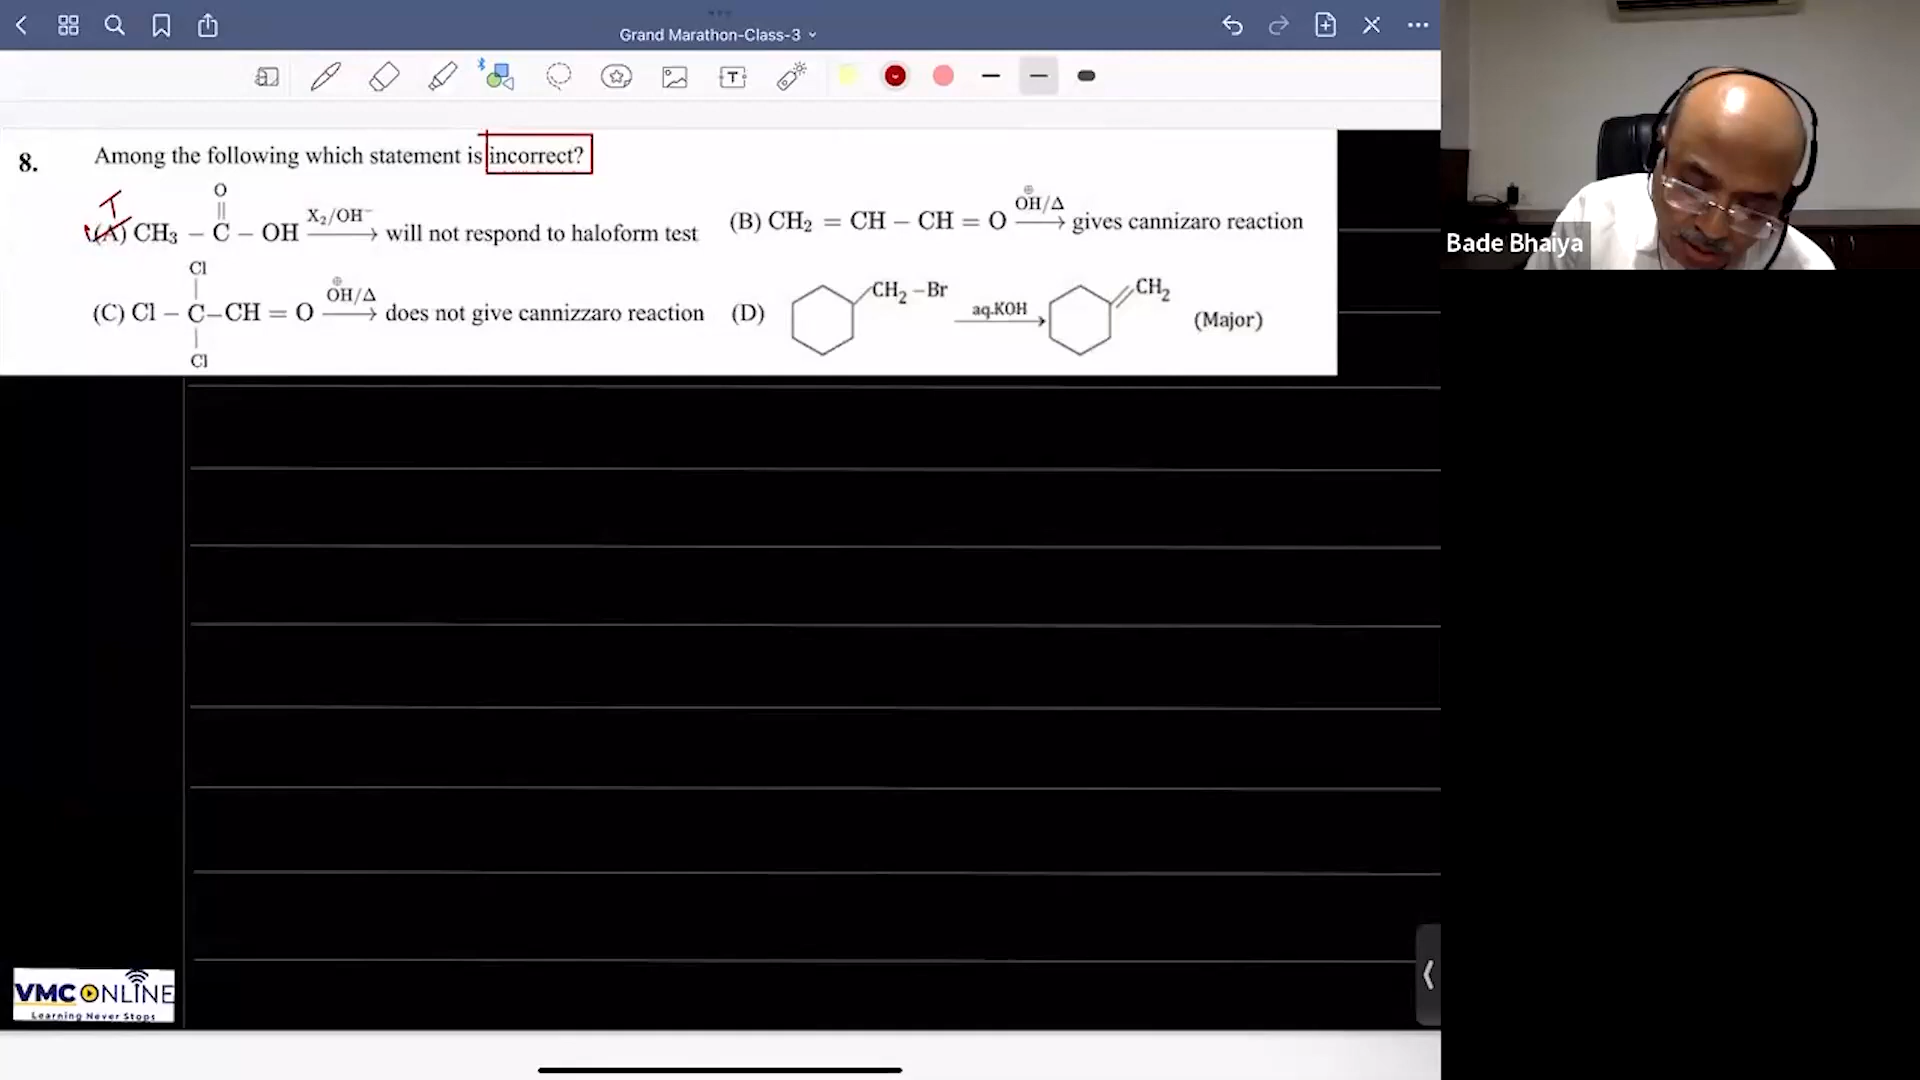 Grand Marathon-Class-3
8. Among the following which statement is incorrect?
T
(A) CH₃ – C(=O) – OH X₂/OH⁻ → will not respond to haloform test
(B) CH₂ = CH – CH = O OH/Δ → gives cannizaro reaction
(C) Cl – C(Cl)(Cl) – CH = O OH/Δ → does not give cannizzaro reaction
(D) CH₂ – Br aq.KOH → CH₂ (Major)
Bade Bhaiya
VMC ONLINE
Learning Never Stops